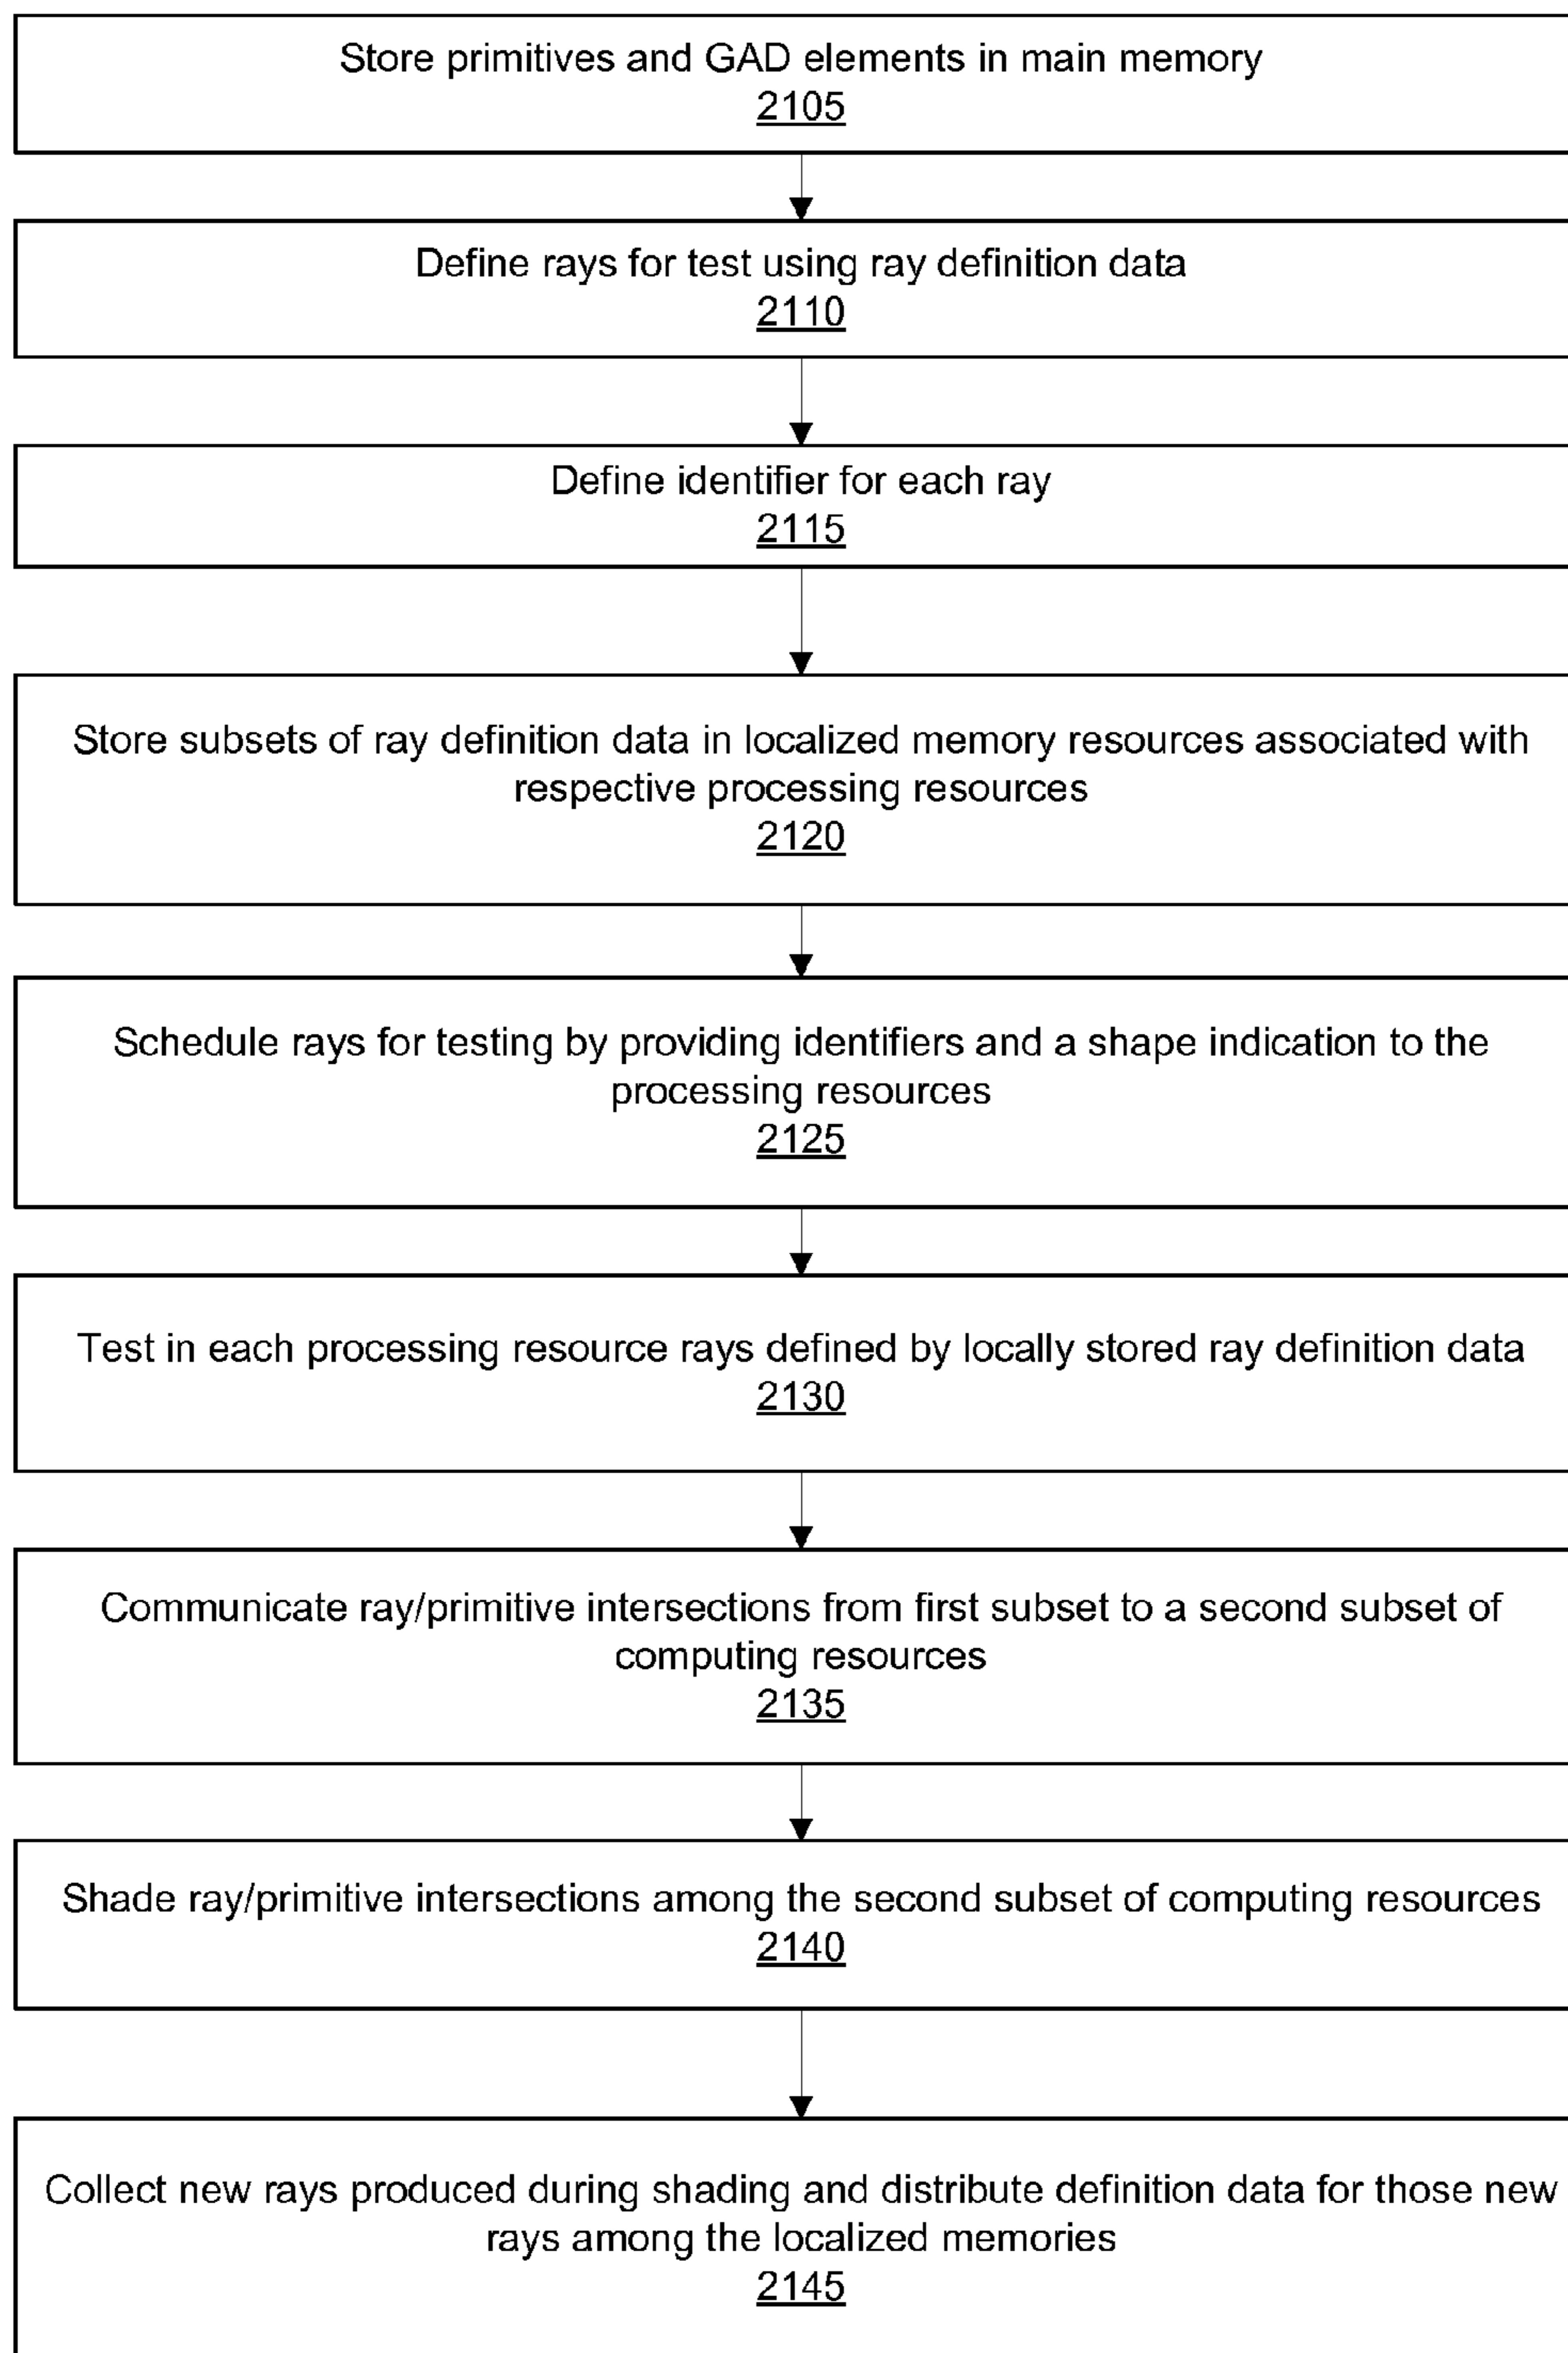 Store primitives and GAD elements in main memory
2105
Define rays for test using ray definition data
2110
Define identifier for each ray
2115
Store subsets of ray definition data in localized memory resources associated with
respective processing resources
2120
Schedule rays for testing by providing identifiers and a shape indication to the
processing resources
2125
Test in each processing resource rays defined by locally stored ray definition data
2130
Communicate ray/primitive intersections from first subset to a second subset of
computing resources
2135
Shade ray/primitive intersections among the second subset of computing resources
2140
Collect new rays produced during shading and distribute definition data for those new
rays among the localized memories
2145